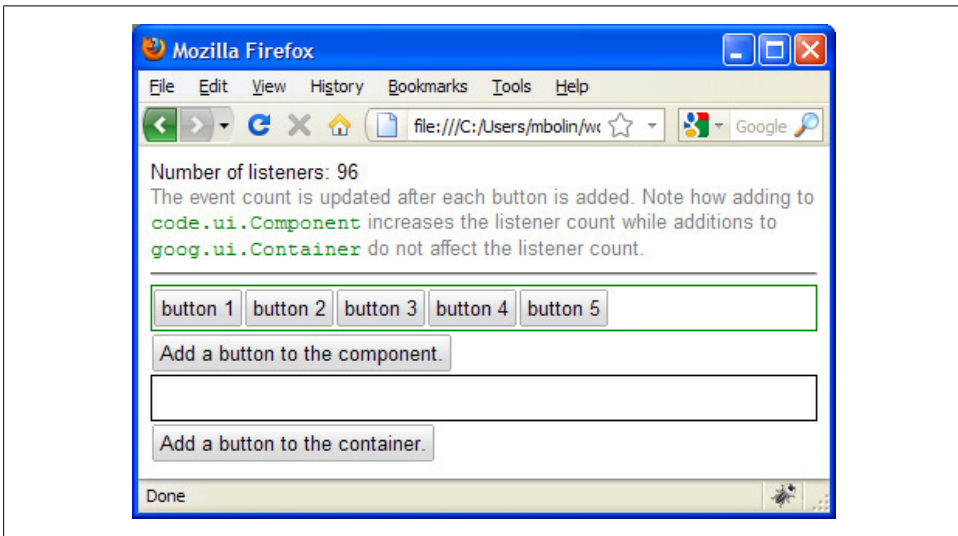 Mozilla Firefox
File Edit View History Bookmarks Tools Help
file:///C:/Users/mbolin/wc Google
Number of listeners: 96
The event count is updated after each button is added. Note how adding to
code.ui.Component increases the listener count while additions to
goog.ui.Container do not affect the listener count.
button 1 button 2 button 3 button 4 button 5
Add a button to the component.
Add a button to the container.
Done